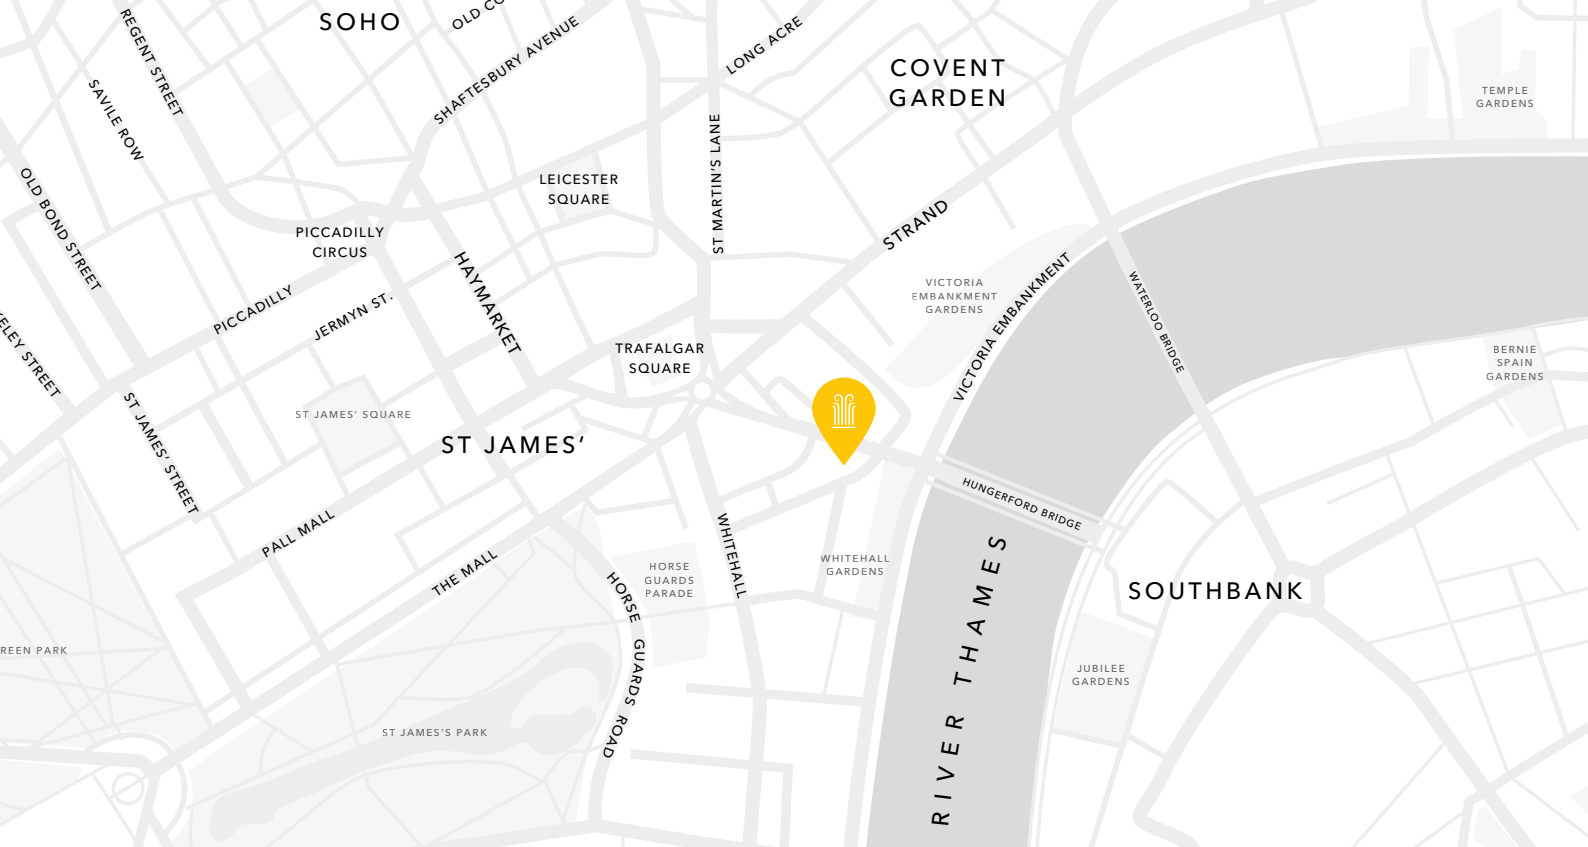 SOHO
OLD CO
REGENT STREET
SHAFTESBURY AVENUE
LONG ACRE
COVENT
GARDEN
TEMPLE
GARDENS
SAVILE ROW
ST MARTIN'S LANE
LEICESTER
SQUARE
OLD BOND STREET
STRAND
PICCADILLY
CIRCUS
HAYMARKET
PICCADILLY
JERMYN ST.
VICTORIA
EMBANKMENT
GARDENS
VICTORIA EMBANKMENT
WATERLOO BRIDGE
ELEY STREET
TRAFALGAR
SQUARE
BERNIE
SPAIN
GARDENS
ST JAMES' STREET
ST JAMES' SQUARE
ST JAMES'
HUNGERFORD BRIDGE
PALL MALL
THE MALL
WHITEHALL
HORSE
GUARDS
PARADE
WHITEHALL
GARDENS
HORSE GUARDS ROAD
RIVER THAMES
SOUTHBANK
REEN PARK
JUBILEE
GARDENS
ST JAMES'S PARK